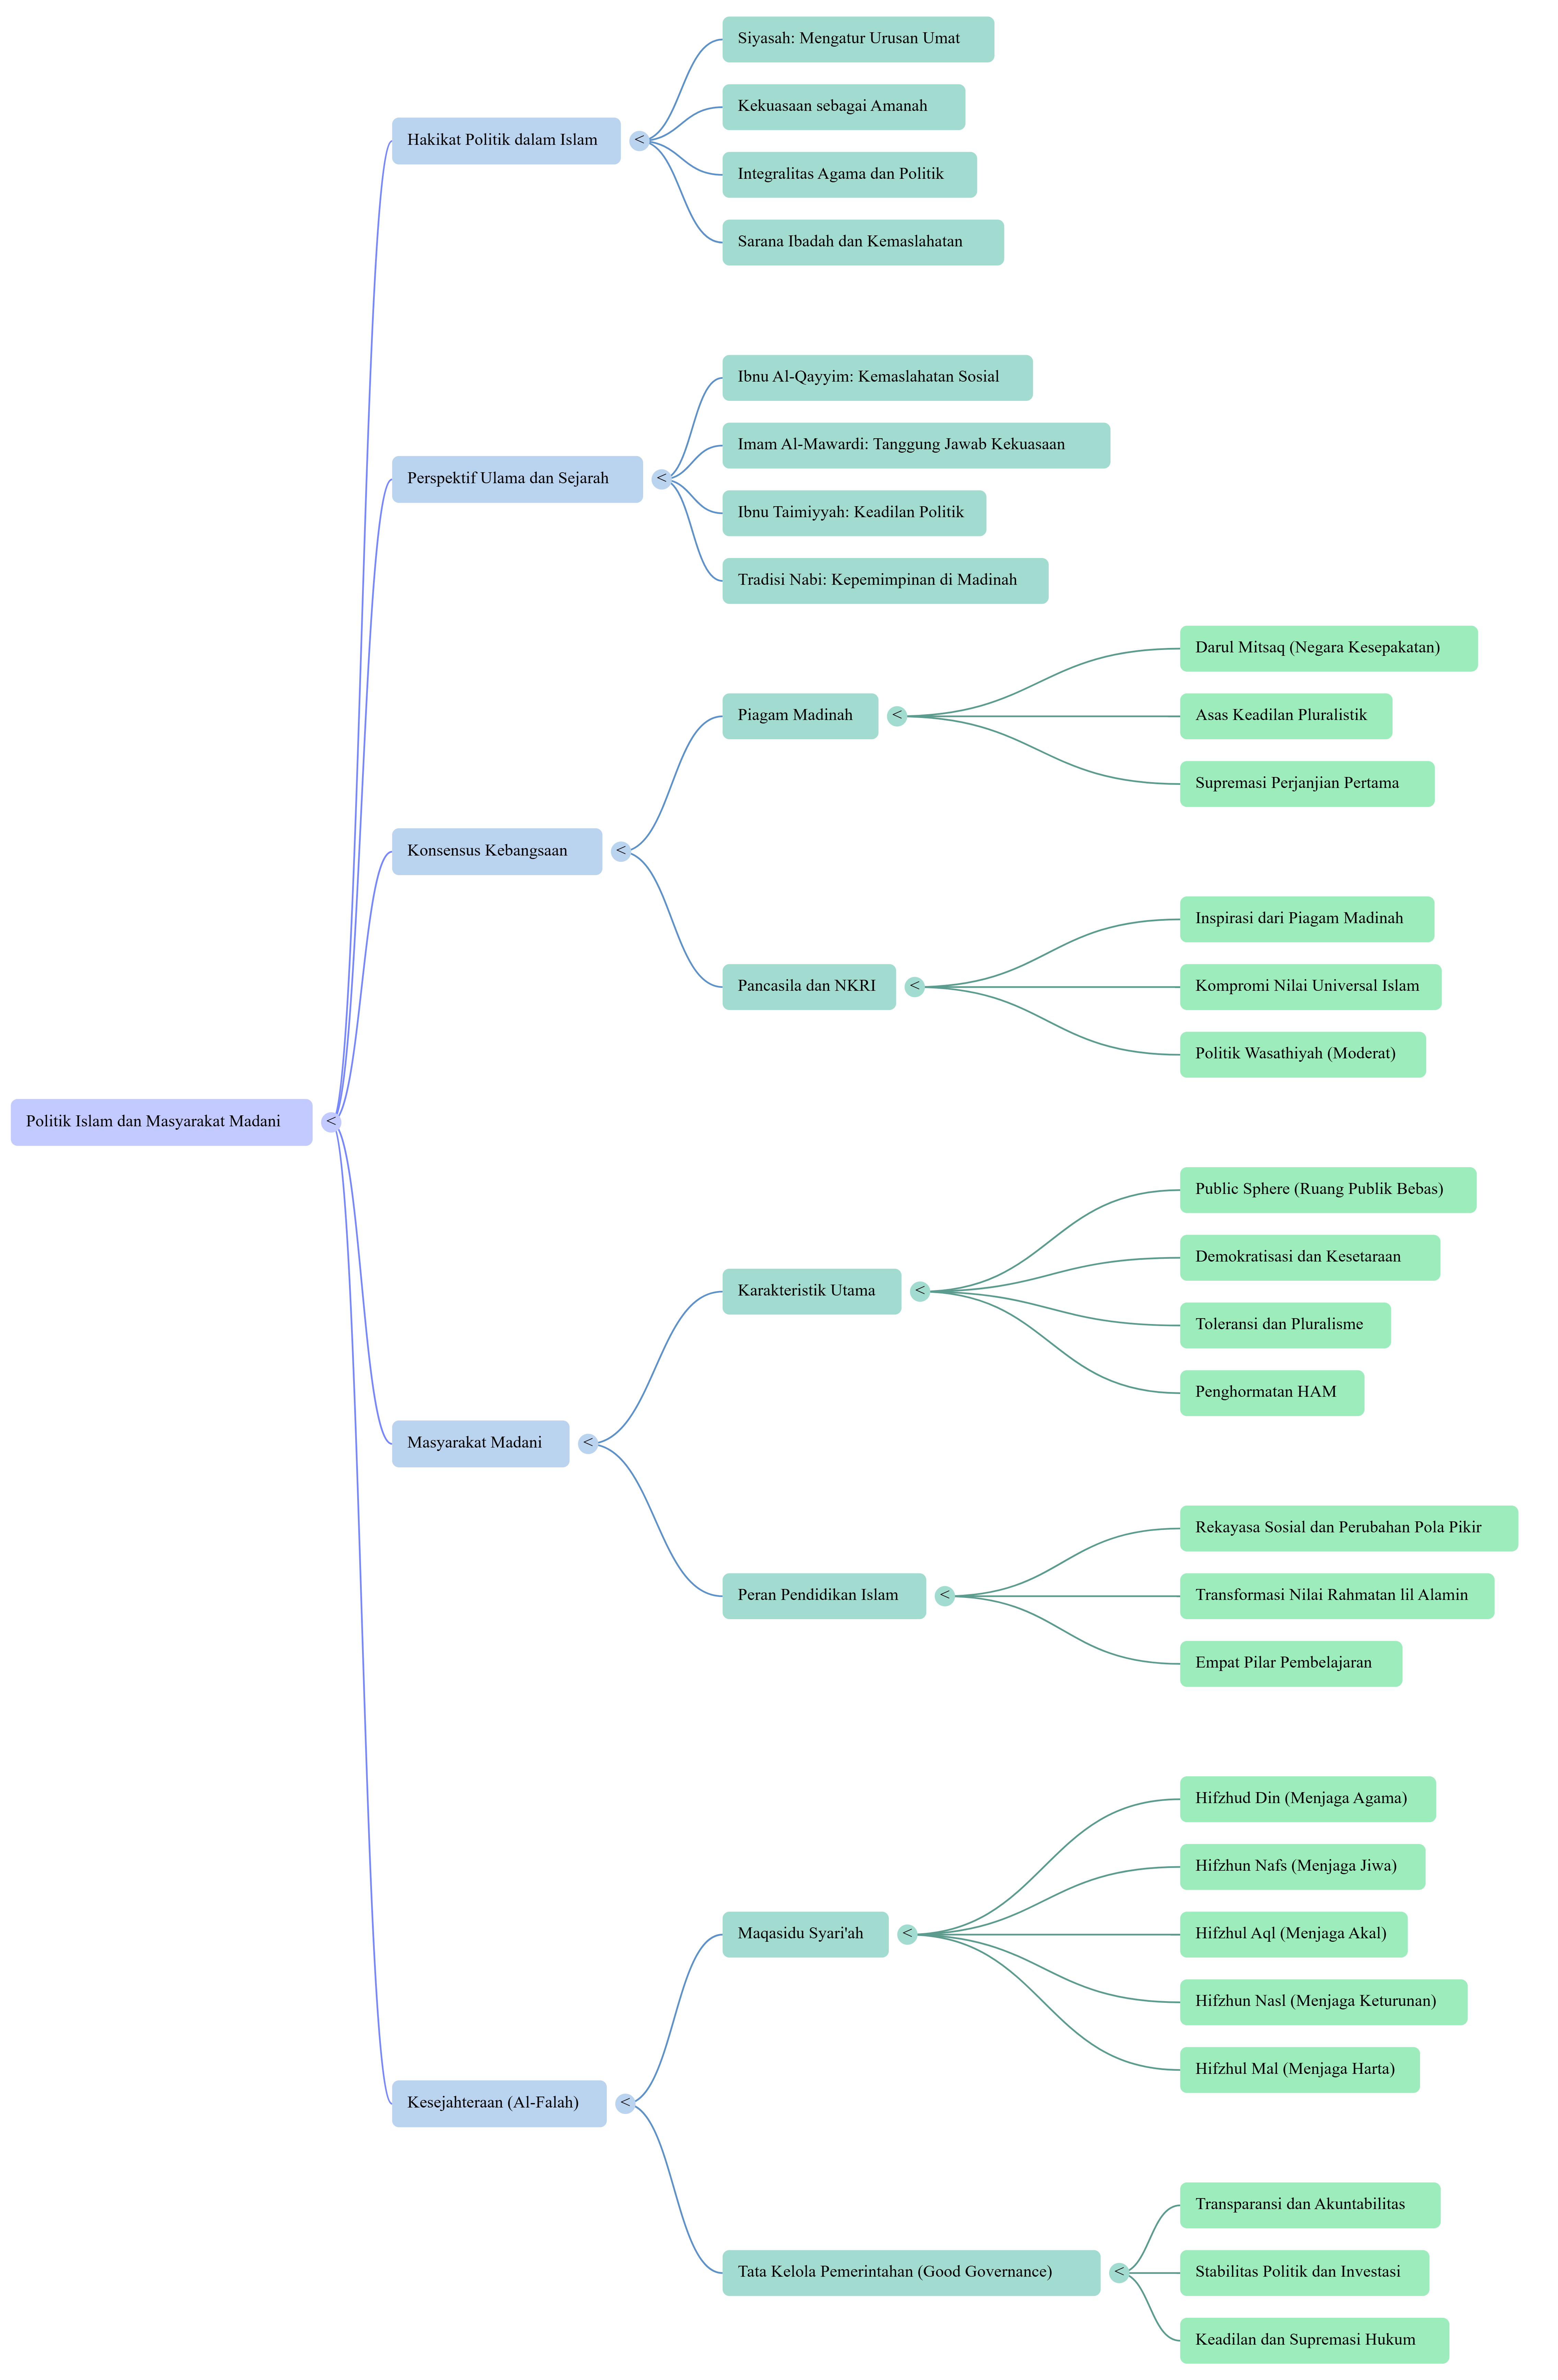 Politik Islam dan Masyarakat Madani
<
Hakikat Politik dalam Islam
<
Siyasah: Mengatur Urusan Umat
Kekuasaan sebagai Amanah
Integralitas Agama dan Politik
Sarana Ibadah dan Kemaslahatan
Perspektif Ulama dan Sejarah
<
Ibnu Al-Qayyim: Kemaslahatan Sosial
Imam Al-Mawardi: Tanggung Jawab Kekuasaan
Ibnu Taimiyyah: Keadilan Politik
Tradisi Nabi: Kepemimpinan di Madinah
Konsensus Kebangsaan
<
Piagam Madinah
<
Darul Mitsaq (Negara Kesepakatan)
Asas Keadilan Pluralistik
Supremasi Perjanjian Pertama
Pancasila dan NKRI
<
Inspirasi dari Piagam Madinah
Kompromi Nilai Universal Islam
Politik Wasathiyah (Moderat)
Masyarakat Madani
<
Karakteristik Utama
<
Public Sphere (Ruang Publik Bebas)
Demokratisasi dan Kesetaraan
Toleransi dan Pluralisme
Penghormatan HAM
Peran Pendidikan Islam
<
Rekayasa Sosial dan Perubahan Pola Pikir
Transformasi Nilai Rahmatan lil Alamin
Empat Pilar Pembelajaran
Kesejahteraan (Al-Falah)
<
Maqasidu Syari'ah
<
Hifzhud Din (Menjaga Agama)
Hifzhun Nafs (Menjaga Jiwa)
Hifzhul Aql (Menjaga Akal)
Hifzhun Nasl (Menjaga Keturunan)
Hifzhul Mal (Menjaga Harta)
Tata Kelola Pemerintahan (Good Governance)
<
Transparansi dan Akuntabilitas
Stabilitas Politik dan Investasi
Keadilan dan Supremasi Hukum